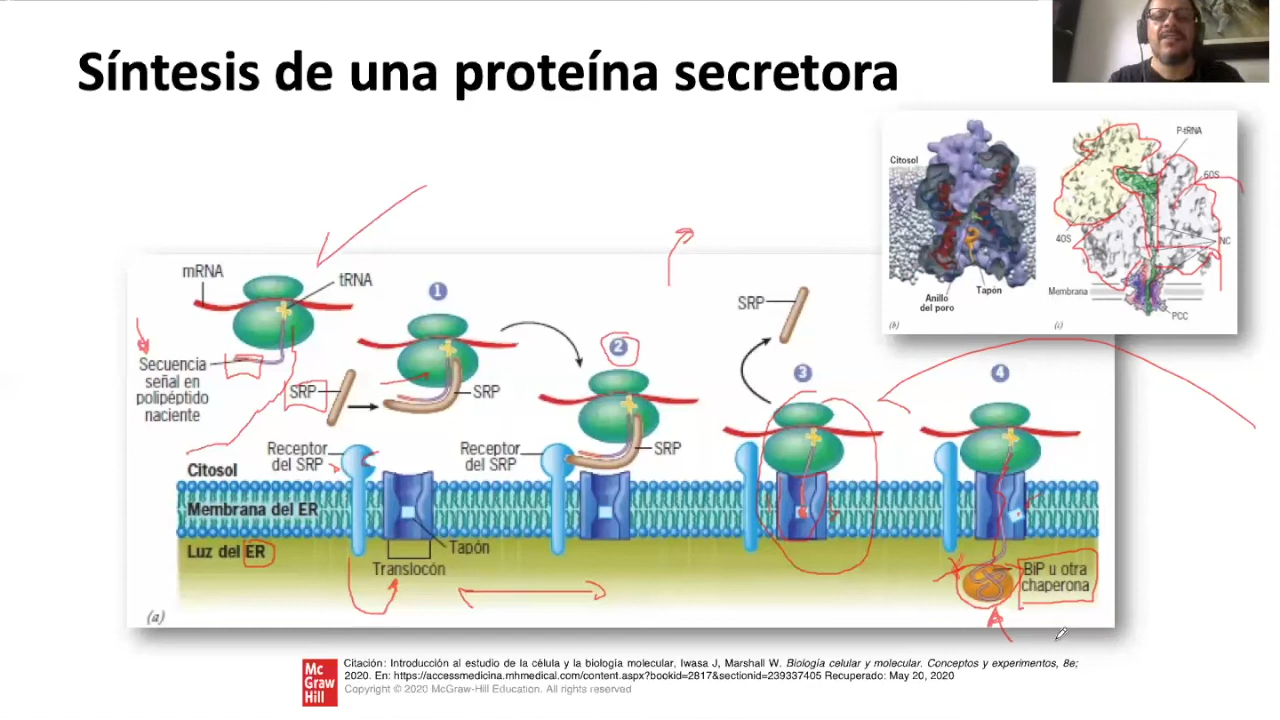 Síntesis de una proteína secretora
Citosol
Anillo
del poro
Tapón
(b)
P-tRNA
60S
40S
NC
Membrana
PCC
(c)
mRNA
tRNA
Secuencia
señal en
polipéptido
naciente
1
SRP
SRP
Receptor
del SRP
2
Receptor
del SRP
SRP
SRP
3
4
Citosol
Membrana del ER
Luz del ER
Tapón
Translocón
BiP u otra
chaperona
(a)
Mc
Graw
Hill
Citación: Introducción al estudio de la célula y la biología molecular, Iwasa J, Marshall W. Biología celular y molecular. Conceptos y experimentos, 8e;
2020. En: https://accessmedicina.mhmedical.com/content.aspx?bookid=2817&sectionid=239337405 Recuperado: May 20, 2020
Copyright © 2020 McGraw-Hill Education. All rights reserved